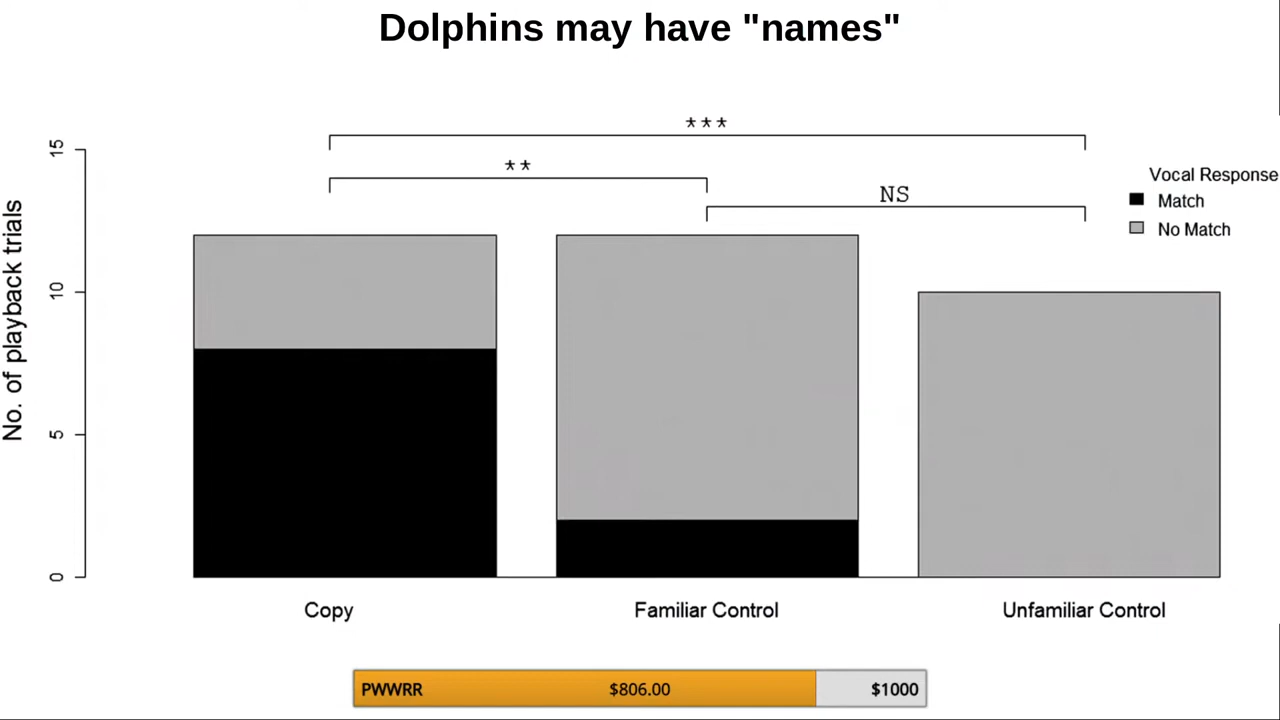 Dolphins may have "names"
***
**
NS
15
10
5
0
No. of playback trials
Vocal Response
Match
No Match
Copy
Familiar Control
Unfamiliar Control
PWWRR $806.00 $1000